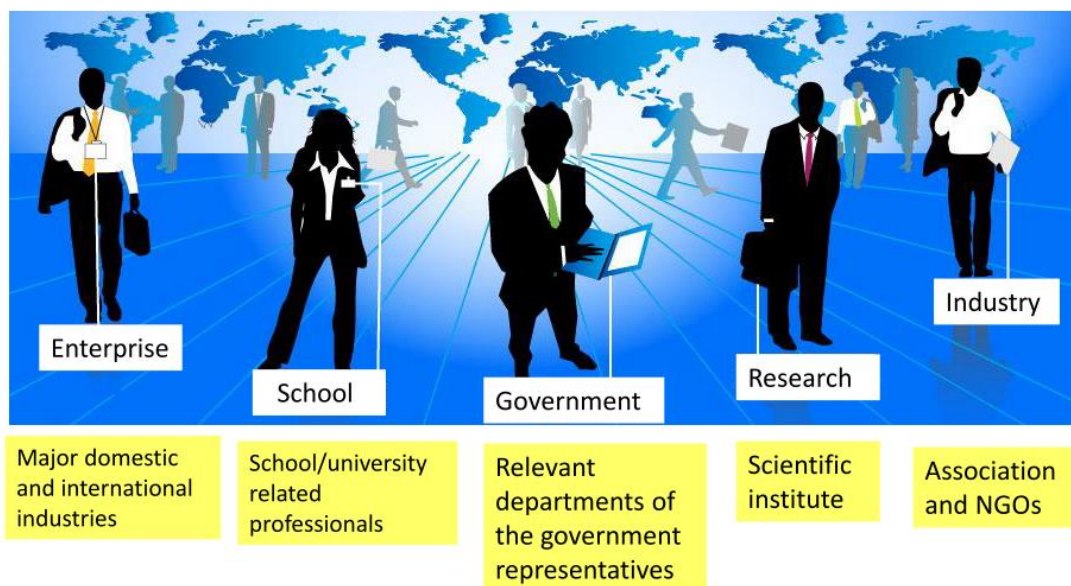 Enterprise
School
Government
Research
Industry
Major domestic
and international
industries
School/university
related
professionals
Relevant
departments of
the government
representatives
Scientific
institute
Association
and NGOs